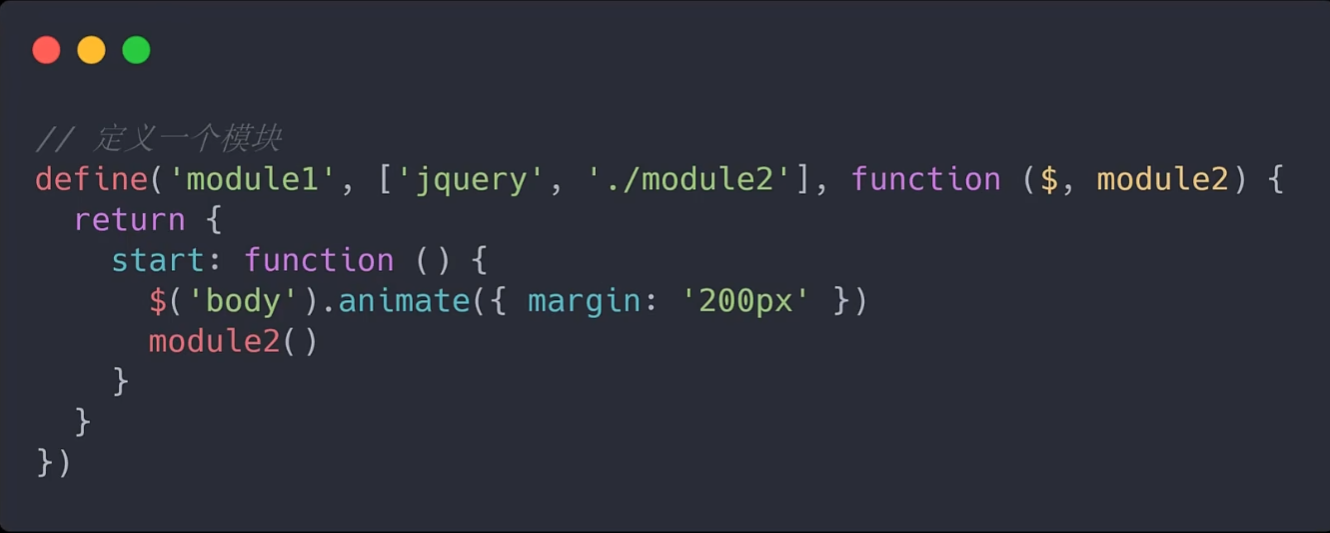 // 定义一个模块
define('module1', ['jquery', './module2'], function ($, module2) {
  return {
    start: function () {
      $('body').animate({ margin: '200px' })
      module2()
    }
  }
})